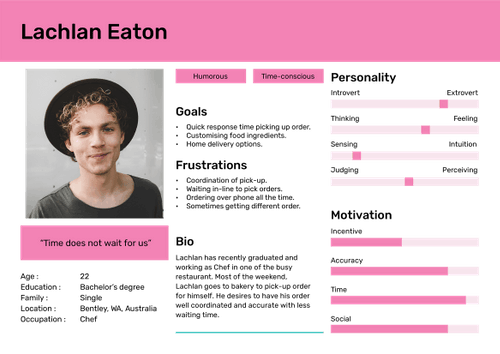 Lachlan Eaton
Humorous
Time-conscious
Goals
• Quick response time picking up order.
• Customising food ingredients.
• Home delivery options.
Frustrations
• Coordination of pick-up.
• Waiting in-line to pick orders.
• Ordering over phone all the time.
• Sometimes getting different order.
"Time does not wait for us"
Age : 22
Education : Bachelor's degree
Family : Single
Location : Bentley, WA, Australia
Occupation : Chef
Bio
Lachlan has recently graduated and
working as Chef in one of the busy
restaurant. Most of the weekend,
Lachlan goes to bakery to pick-up order
for himself. He desires to have his order
well coordinated and accurate with less
waiting time.
Personality
Introvert Extrovert
Thinking Feeling
Sensing Intuition
Judging Perceiving
Motivation
Incentive
Accuracy
Time
Social